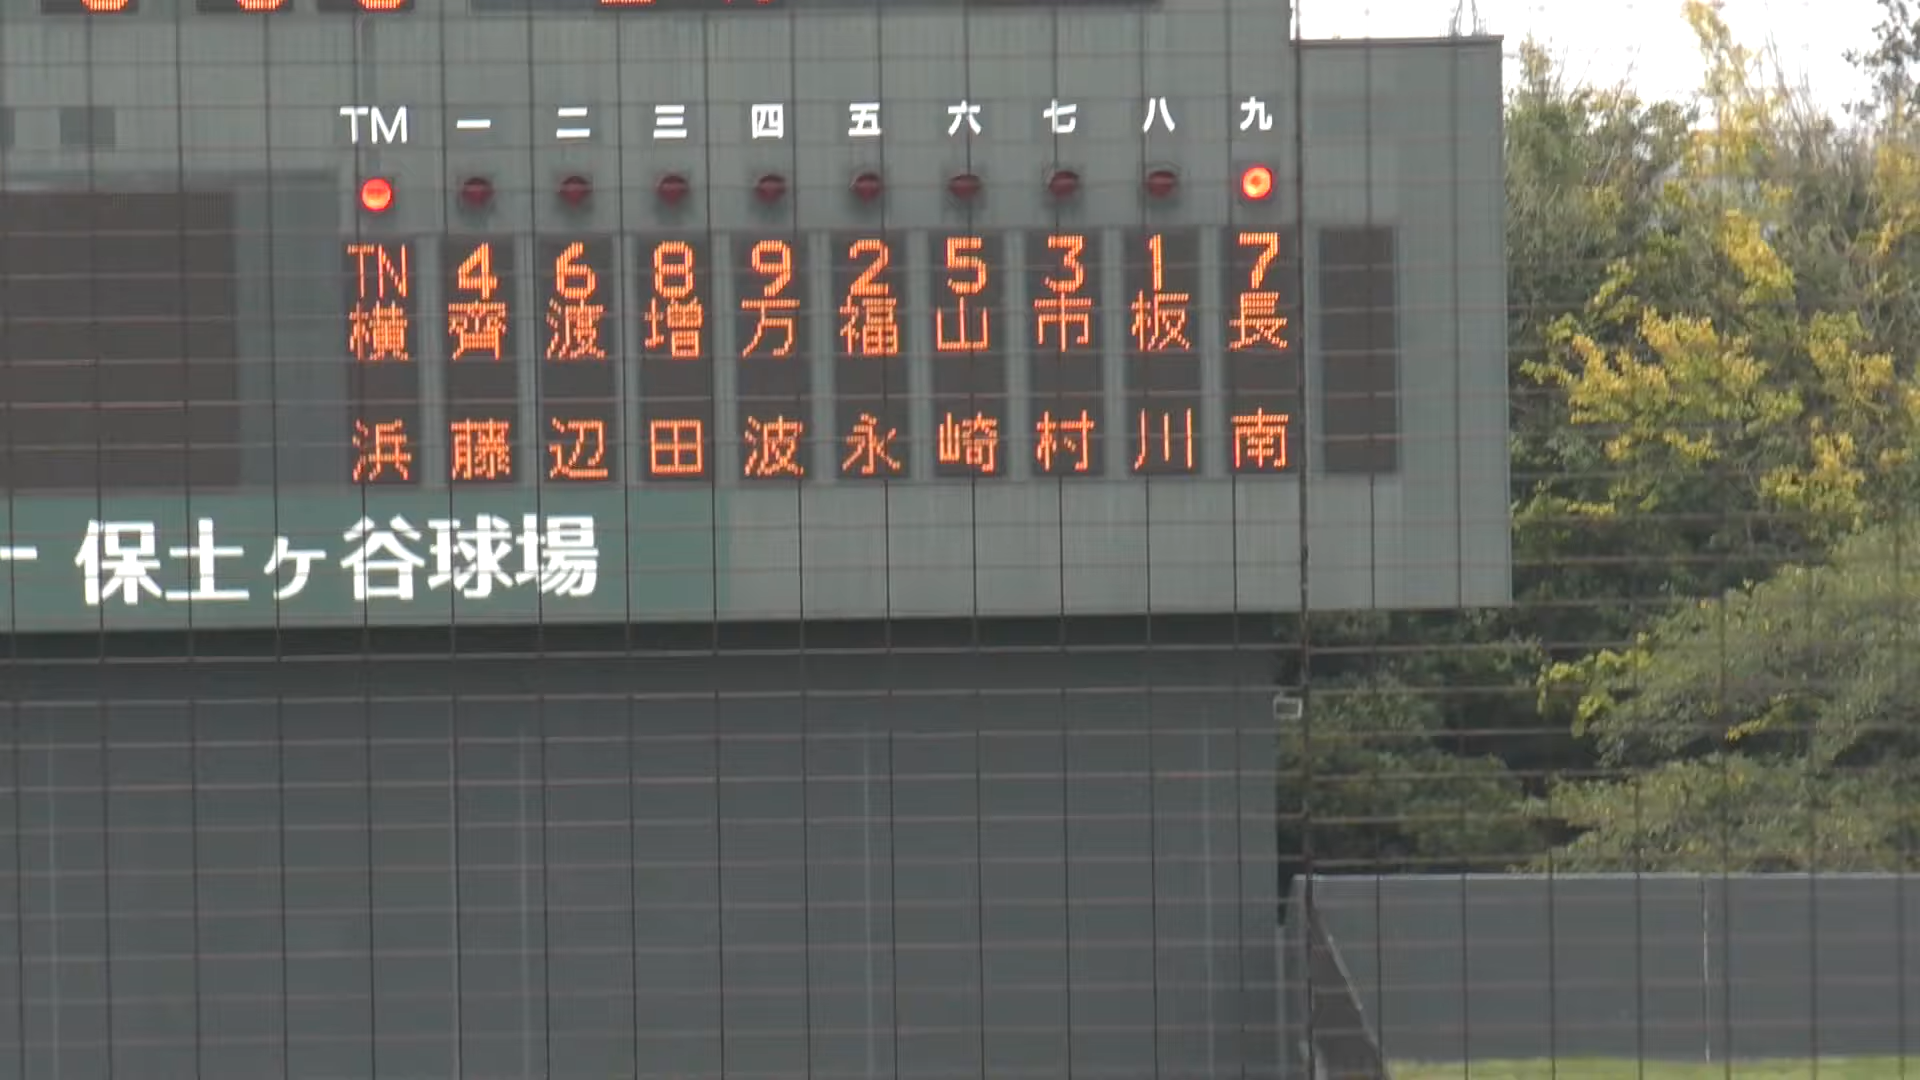 TM 一 二 三 四 五 六 七 八 九
TN 4 6 8 9 2 5 3 1 7
横浜 齊藤 渡辺 増田 万波 福永 山崎 市村 板川 長南
保土ヶ谷球場